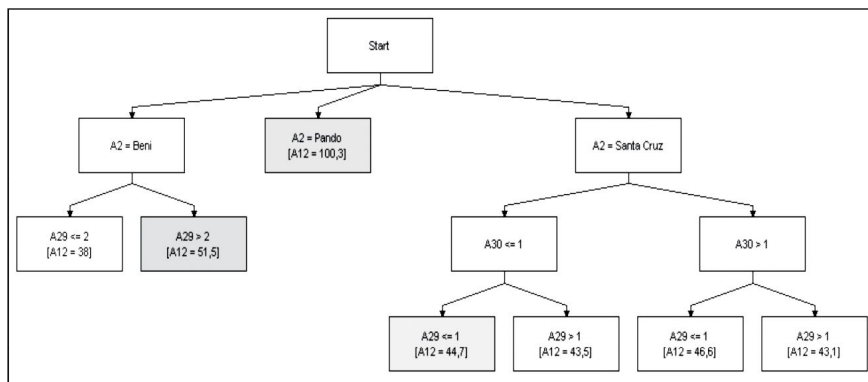 Start
A2 = Beni
A2 = Pando
[A12 = 100,3]
A2 = Santa Cruz
A29 <= 2
[A12 = 38]
A29 > 2
[A12 = 51,5]
A30 <= 1
A30 > 1
A29 <= 1
[A12 = 44,7]
A29 > 1
[A12 = 43,5]
A29 <= 1
[A12 = 46,6]
A29 > 1
[A12 = 43,1]